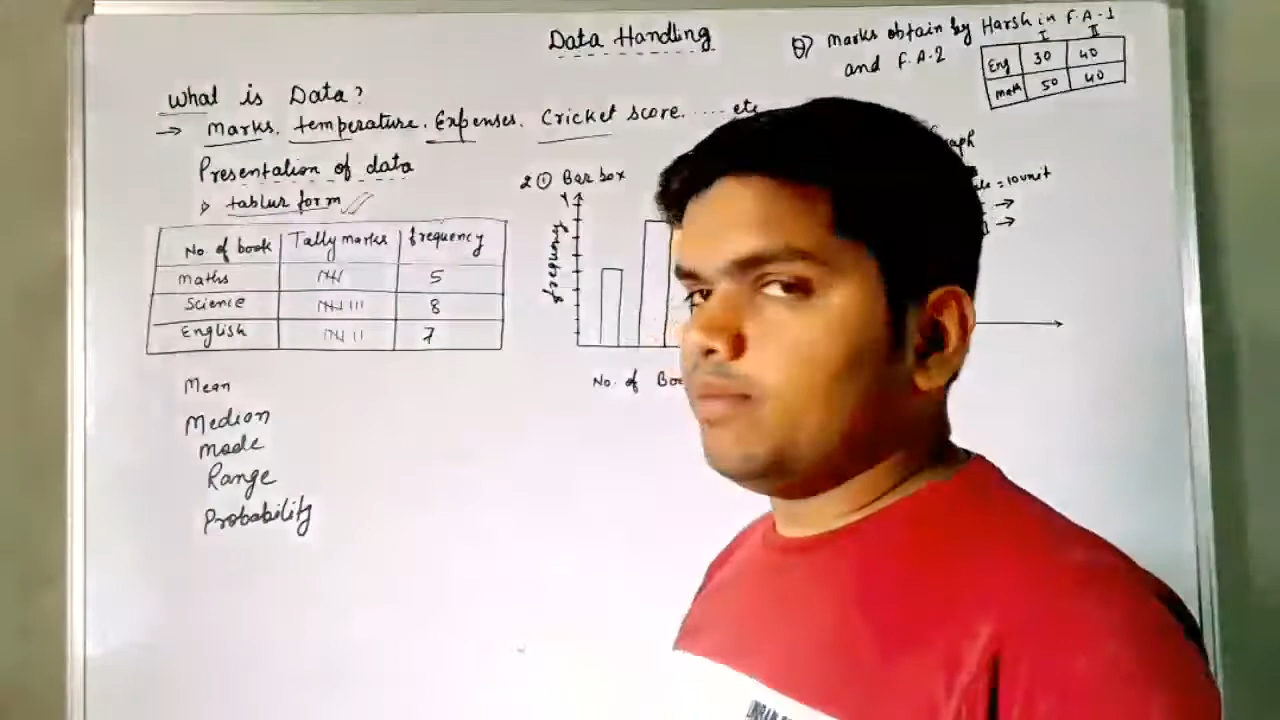 Data Handling
Q) Marks obtain by Harsh in F.A-1
and F.A-2
I II
Eng 30 40
Math 50 40
What is Data?
→ Marks. temperature. Expenses. Cricket score..... etc
Presentation of data
tablur form
No. of book Tally marks frequency
maths 5
Science 8
English 7
2 ① Bar box
Y
frequency
No. of
= 10 unit
Mean
Median
Mode
Range
Probability